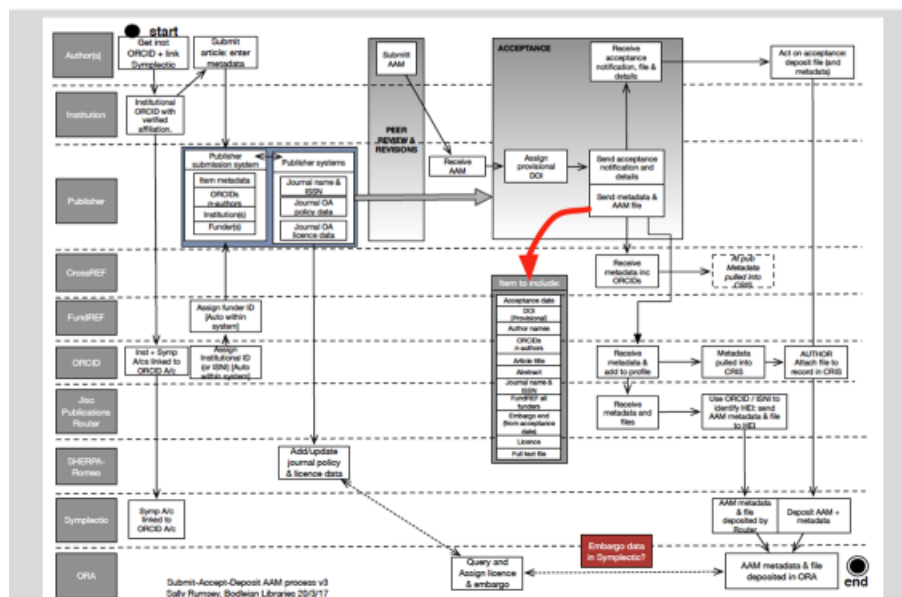 start
Author(s)
Get inst
ORCID + link
Symplectic
Submit
article: enter
metadata
Submitt
AAM
ACCEPTANCE
Receive
acceptance
notification, file &
details
Act on acceptance:
deposit file (and
metadata)
Institution
Institutional
ORCID with
verified
affiliation.
PEER
REVIEW &
REVISIONS
Publisher
Publisher
submission system
Item metadata
ORCIDs
n-authors
Institution(s)
Funder(s)
Publisher systems
Journal name &
ISSN
Journal OA
policy data
Journal OA
licence data
Receive
AAM
Assign
provisional
DOI
Send acceptance
notification and
details
Send metadata &
AAM file
CrossREF
Receive
metadata inc
ORCIDs
At pub
Metadata
pulled into
CRIS
Item to include:
Acceptance date
DOI
[Provisional]
Author names
ORCIDs
n-authors
Article title
Abstract
Journal name &
ISSN
FundREF all
funders
Embargo end
(from acceptance
date)
Licence
Full text file
FundREF
Assign funder ID
[Auto within
system]
ORCID
Inst + Symp
A/cs linked to
ORCID A/c
Assign
Institutional ID
(or ISNI) [Auto
within system]
Receive
metadata &
add to profile
Metadata
pulled into
CRIS
AUTHOR
Attach file to
record in CRIS
Jisc
Publications
Router
Receive
metadata and
files
Use ORCID / ISNI to
identify HEI: send
AAM metadata & file
to HEI
SHERPA-
Romeo
Add/update
journal policy
& licence data
Symplectic
Symp A/c
linked to
ORCID A/c
AAM metadata
& file
deposited by
Router
Deposit AAM +
metadata
ORA
Query and
Assign licence
& embargo
Embargo data
in Symplectic?
AAM metadata & file
deposited in ORA
end
Submit-Accept-Deposit AAM process v3
Sally Rumsey, Bodleian Libraries 20/3/17